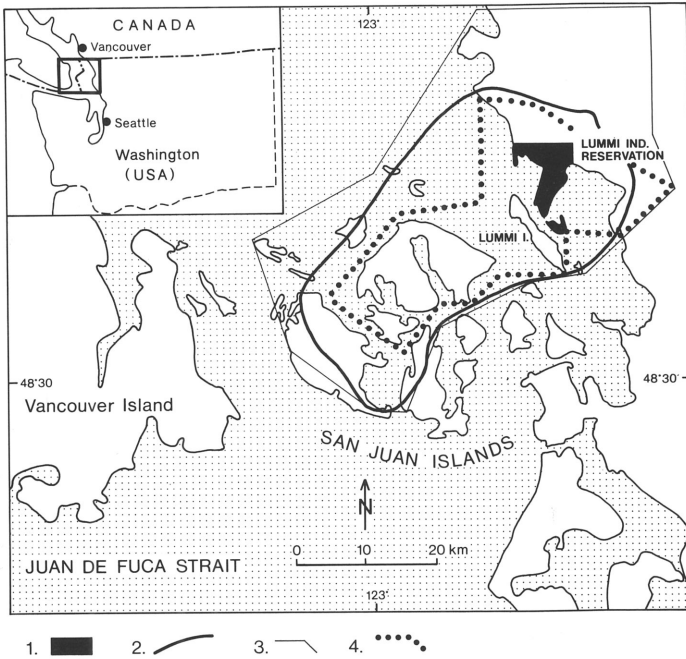 CANADA
Vancouver
Seattle
Washington
(USA)
123°
LUMMI IND.
RESERVATION
LUMMI I.
48°30
48°30'
Vancouver Island
SAN JUAN ISLANDS
N
0 10 20 km
JUAN DE FUCA STRAIT
123°
1. 2. 3. 4.